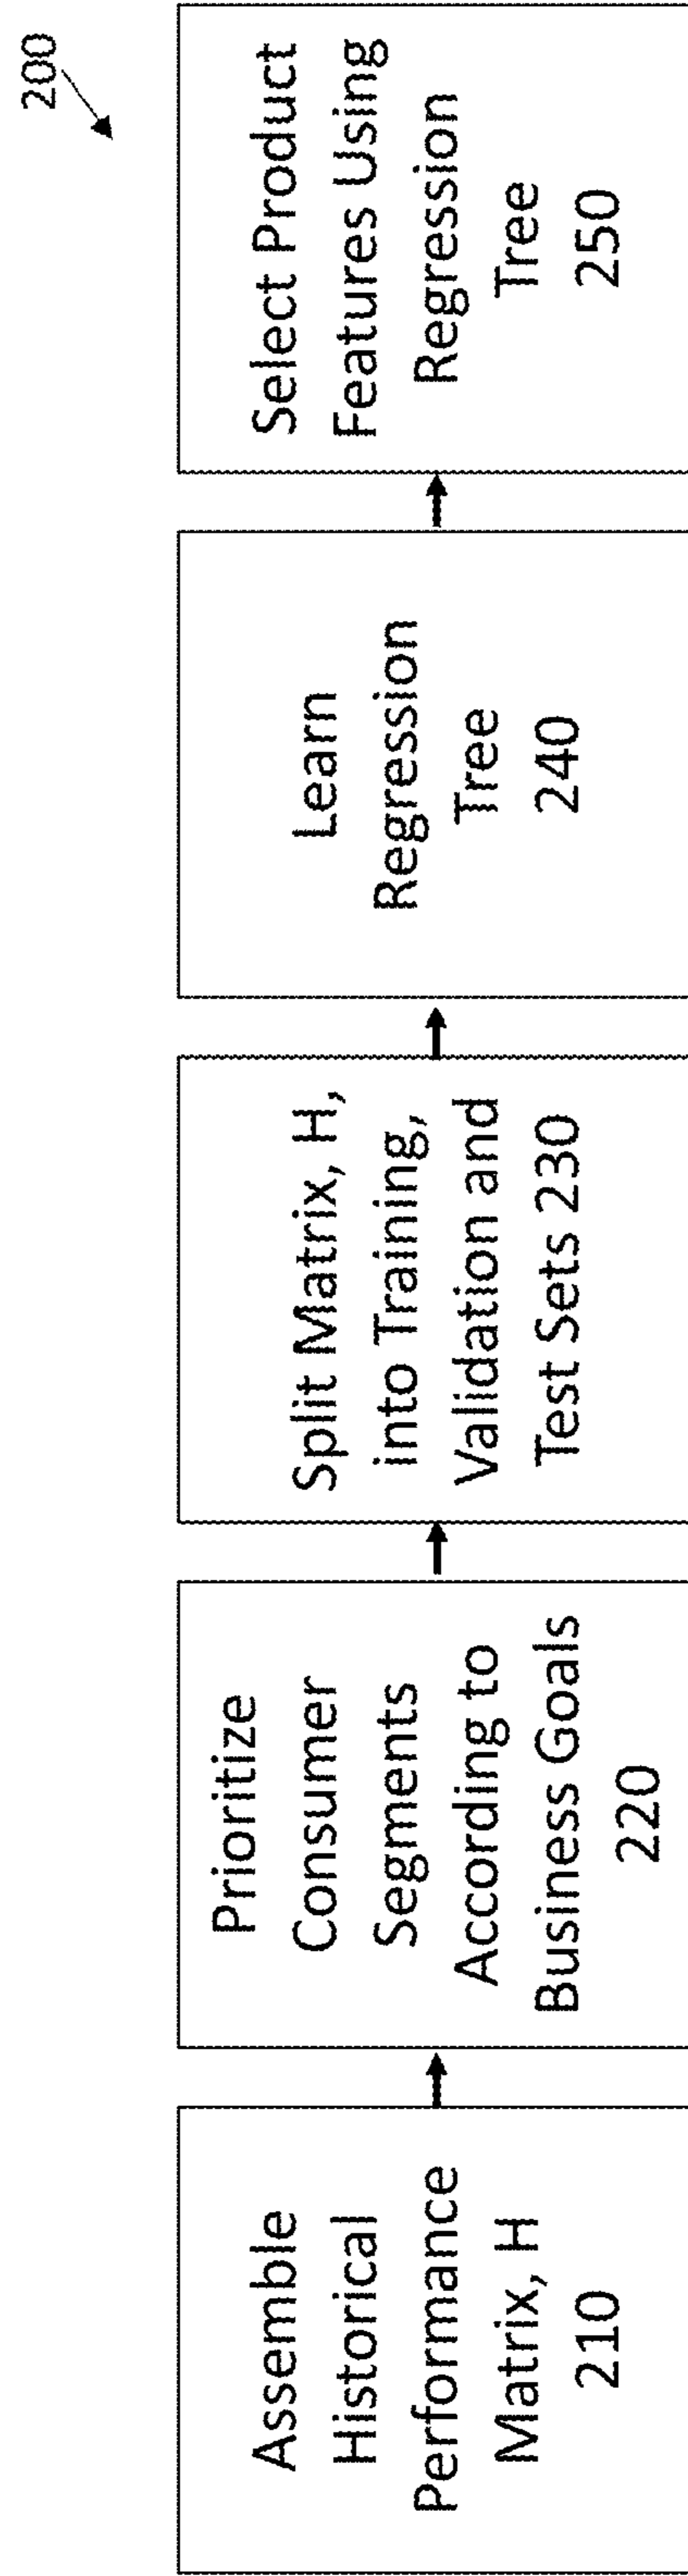 200
Assemble
Historical
Performance
Matrix, H
210
Prioritize
Consumer
Segments
According to
Business Goals
220
Split Matrix, H,
into Training,
Validation and
Test Sets 230
Learn
Regression
Tree
240
Select Product
Features Using
Regression
Tree
250